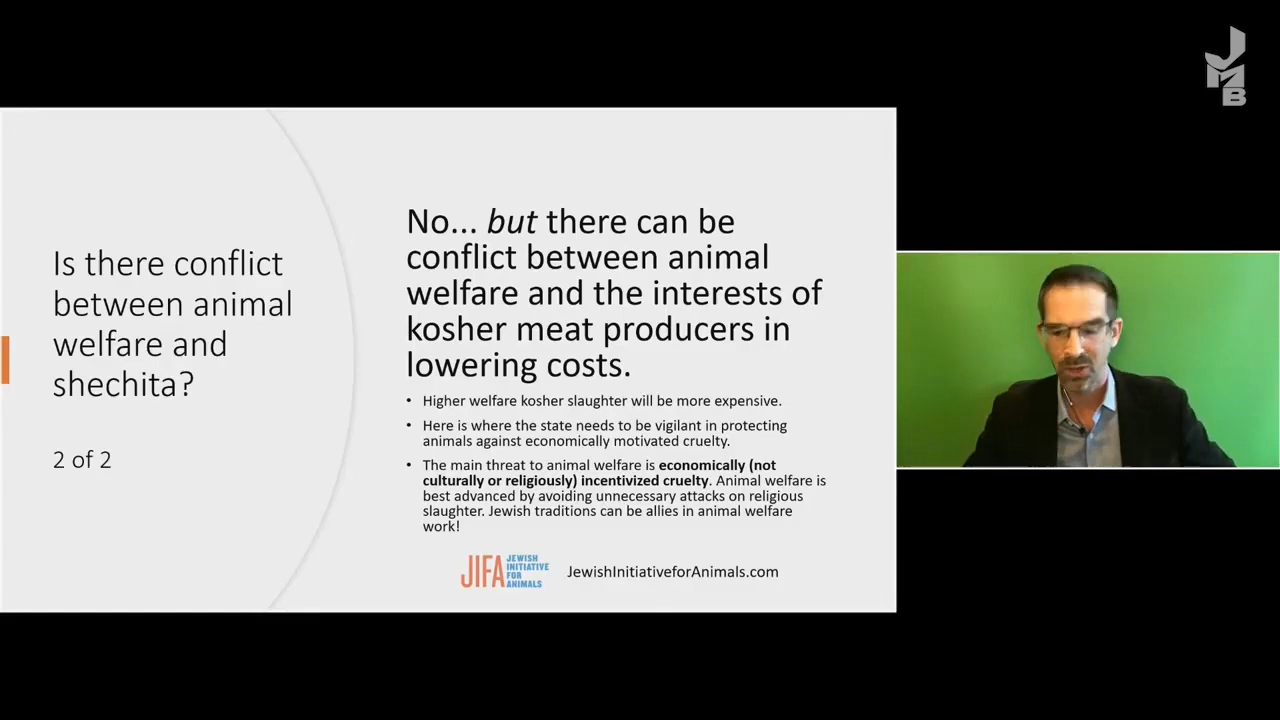 Is there conflict
between animal
welfare and
shechita?
2 of 2
No... but there can be
conflict between animal
welfare and the interests of
kosher meat producers in
lowering costs.
• Higher welfare kosher slaughter will be more expensive.
• Here is where the state needs to be vigilant in protecting
animals against economically motivated cruelty.
• The main threat to animal welfare is economically (not
culturally or religiously) incentivized cruelty. Animal welfare is
best advanced by avoiding unnecessary attacks on religious
slaughter. Jewish traditions can be allies in animal welfare
work!
JIFA JEWISH
INITIATIVE
FOR
ANIMALS
JewishInitiativeforAnimals.com
JMB